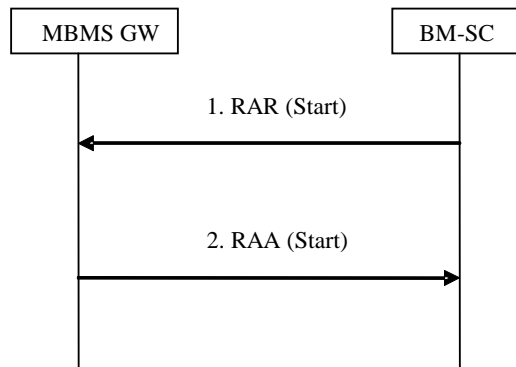 MBMS GW
BM-SC
1. RAR (Start)
2. RAA (Start)